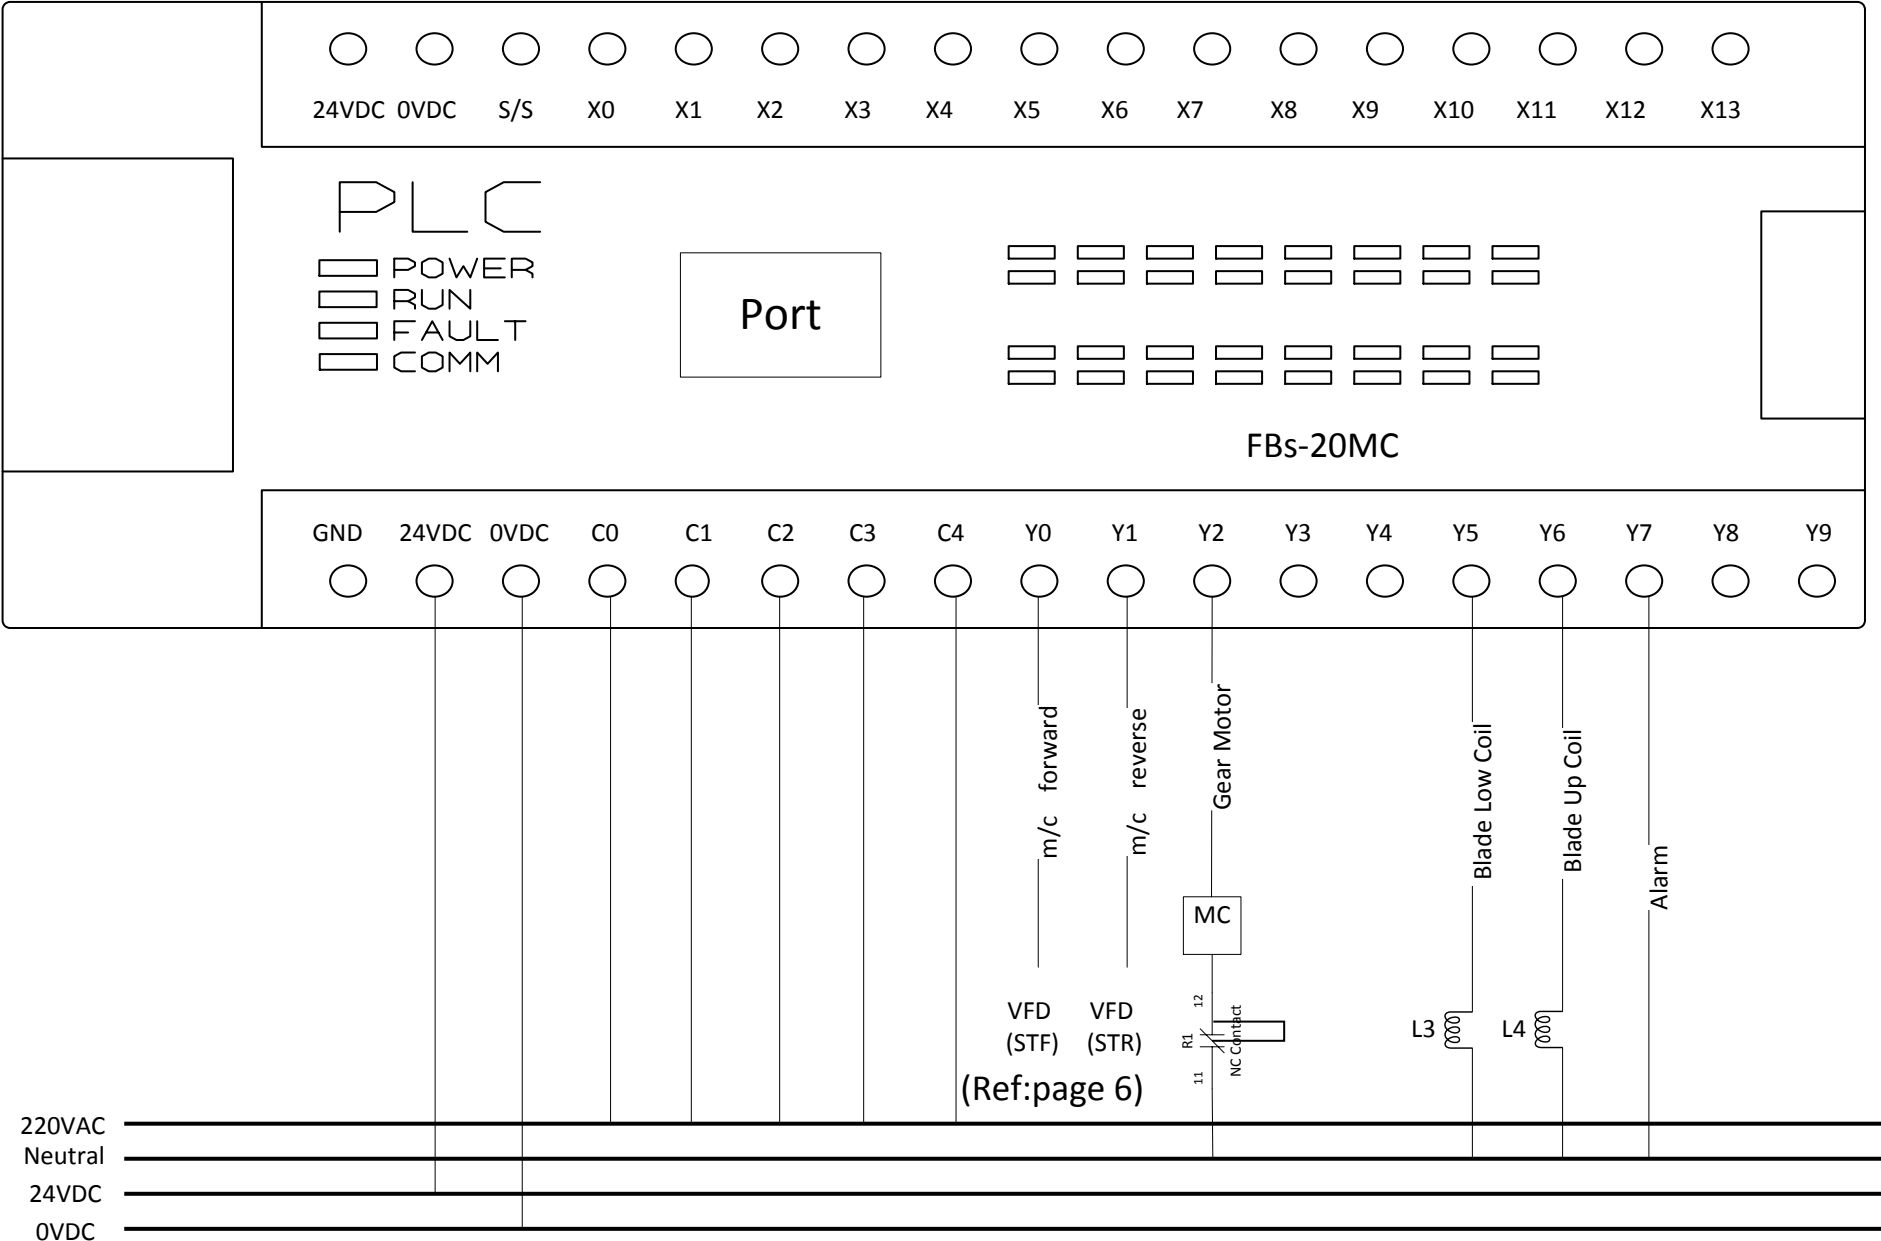 24VDC 0VDC S/S X0 X1 X2 X3 X4 X5 X6 X7 X8 X9 X10 X11 X12 X13
PLC
POWER
RUN
FAULT
COMM
Port
FBs-20MC
GND 24VDC 0VDC C0 C1 C2 C3 C4 Y0 Y1 Y2 Y3 Y4 Y5 Y6 Y7 Y8 Y9
m/c forward
m/c reverse
Gear Motor
Blade Low Coil
Blade Up Coil
Alarm
MC
VFD
(STF)
VFD
(STR)
(Ref:page 6)
12
R1
NC Contact
11
L3
L4
220VAC
Neutral
24VDC
0VDC